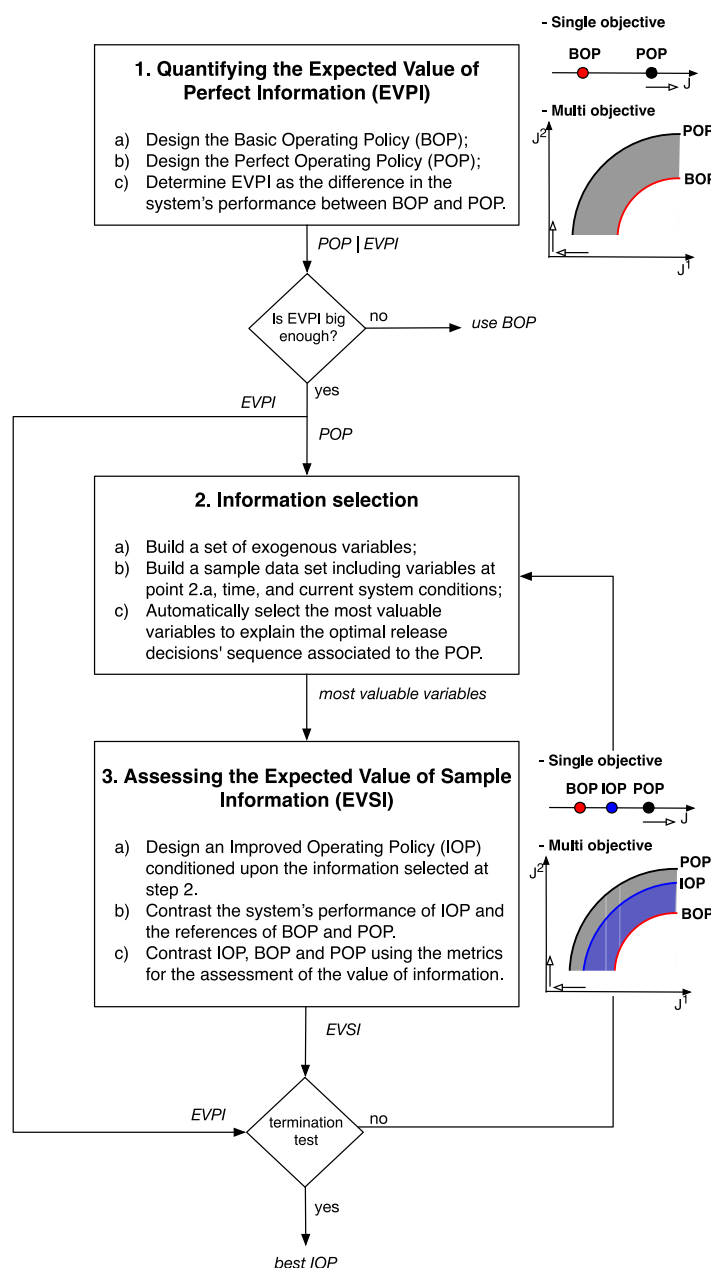 - Single objective
BOP POP
J
- Multi objective
J2
POP
BOP
J1
1. Quantifying the Expected Value of
Perfect Information (EVPI)
a) Design the Basic Operating Policy (BOP);
b) Design the Perfect Operating Policy (POP);
c) Determine EVPI as the difference in the
system's performance between BOP and POP.
POP | EVPI
Is EVPI big
enough?
no
use BOP
yes
EVPI
POP
2. Information selection
a) Build a set of exogenous variables;
b) Build a sample data set including variables at
point 2.a, time, and current system conditions;
c) Automatically select the most valuable
variables to explain the optimal release
decisions' sequence associated to the POP.
most valuable variables
3. Assessing the Expected Value of Sample
Information (EVSI)
a) Design an Improved Operating Policy (IOP)
conditioned upon the information selected at
step 2.
b) Contrast the system's performance of IOP and
the references of BOP and POP.
c) Contrast IOP, BOP and POP using the metrics
for the assessment of the value of information.
- Single objective
BOP IOP POP
J
- Multi objective
J2
POP
IOP
BOP
J1
EVSI
EVPI
termination
test
no
yes
best IOP